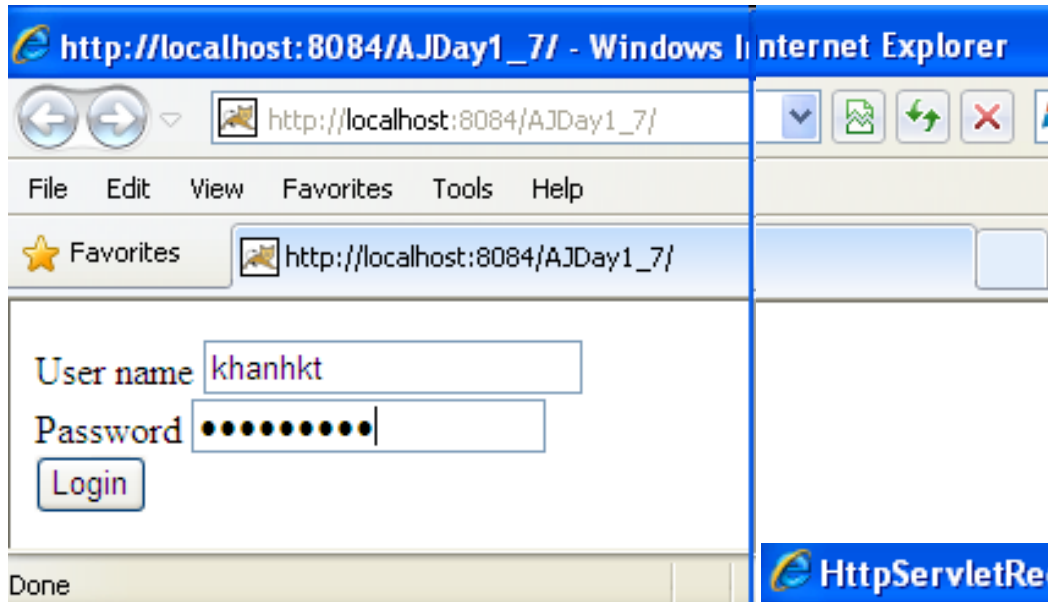 http://localhost:8084/AJDay1_7/ - Windows Internet Explorer
http://localhost:8084/AJDay1_7/
File Edit View Favorites Tools Help
Favorites http://localhost:8084/AJDay1_7/
User name khanhkt
Password •••••••••
Login
Done
HttpServletRe